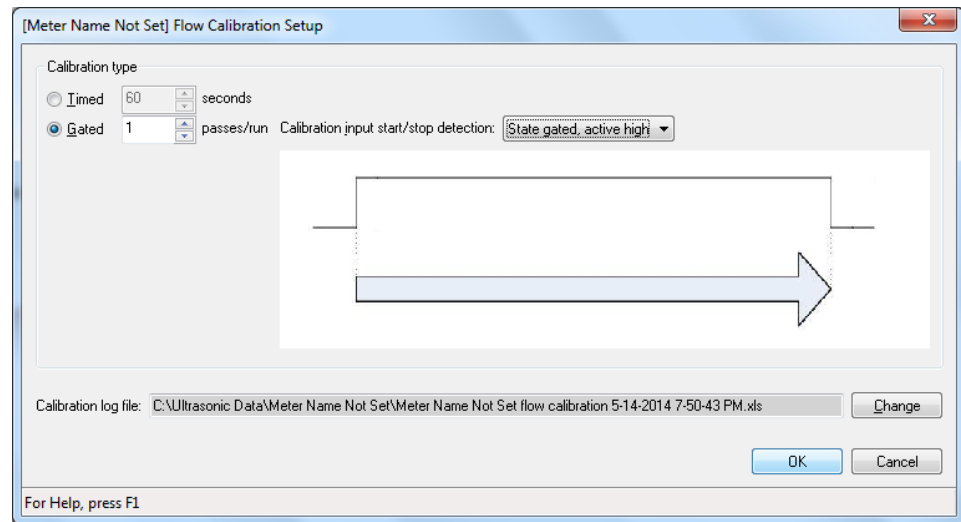 [Meter Name Not Set] Flow Calibration Setup
Calibration type
Timed 60 seconds
Gated 1 passes/run Calibration input start/stop detection: State gated, active high
Calibration log file: C:\Ultrasonic Data\Meter Name Not Set\Meter Name Not Set flow calibration 5-14-2014 7-50-43 PM.xls Change
OK Cancel
For Help, press F1